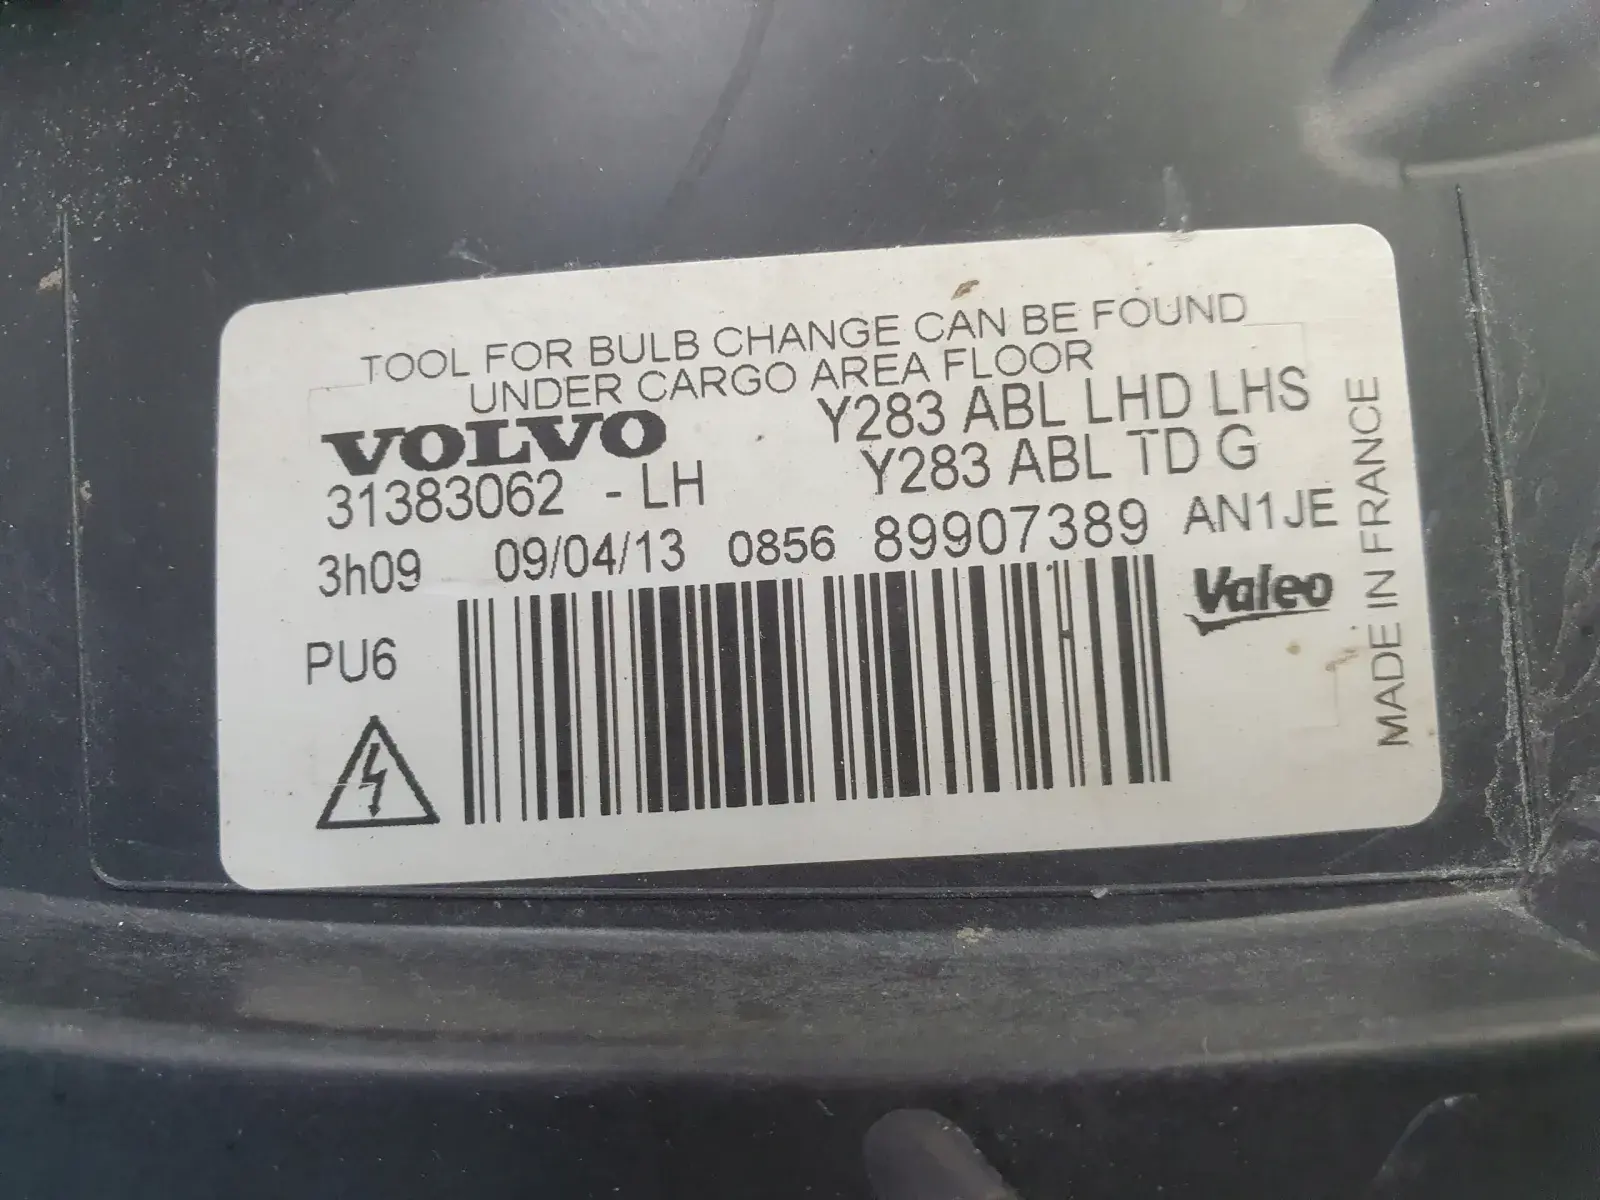 TOOL FOR BULB CHANGE CAN BE FOUND
UNDER CARGO AREA FLOOR
VOLVO
Y283 ABL LHD LHS
31383062 - LH
Y283 ABL TD G
3h09 09/04/13 0856 89907389 AN1JE
PU6
Valeo
MADE IN FRANCE